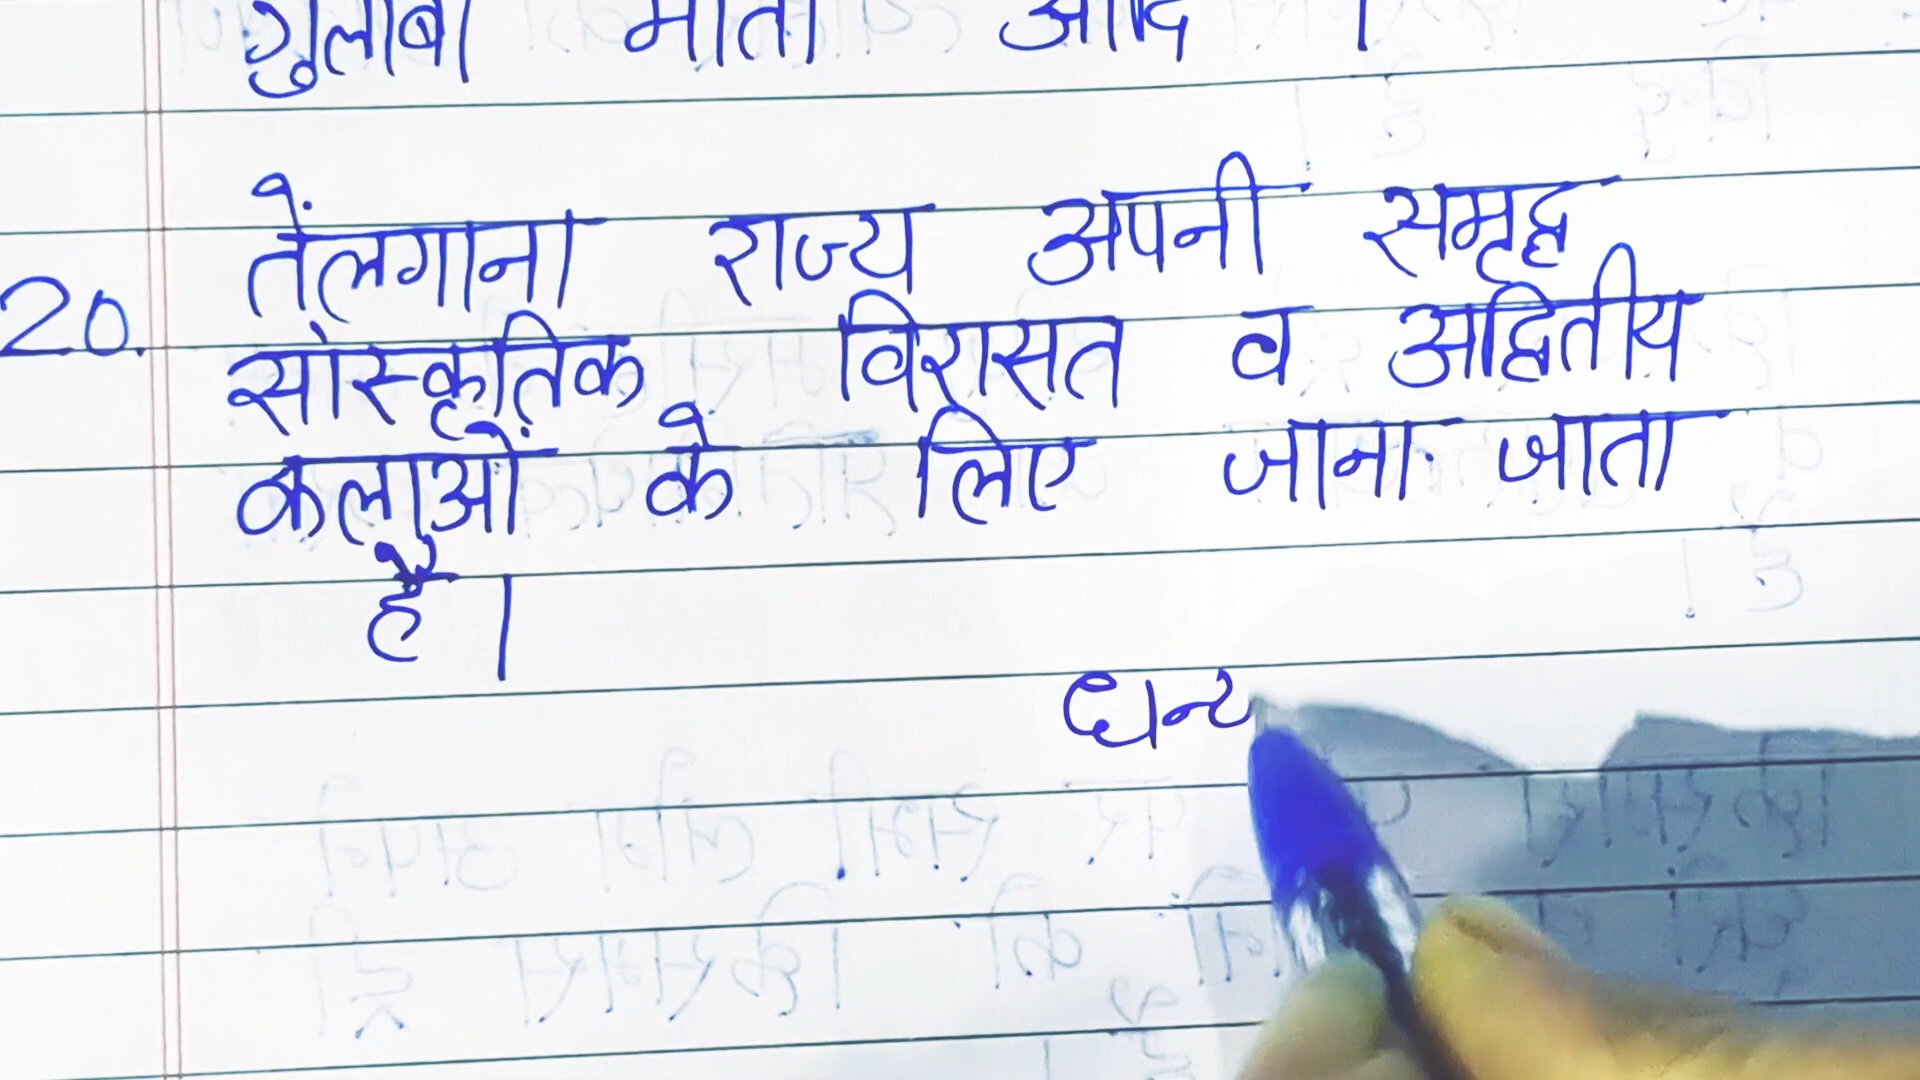 गुलाबी माता आदि ।
20. तेंलगाना राज्य अपनी समृद्ध
सांस्कृतिक विरासत व अद्वितीय
कलाओं के लिए जाना जाता
है।
धन्य